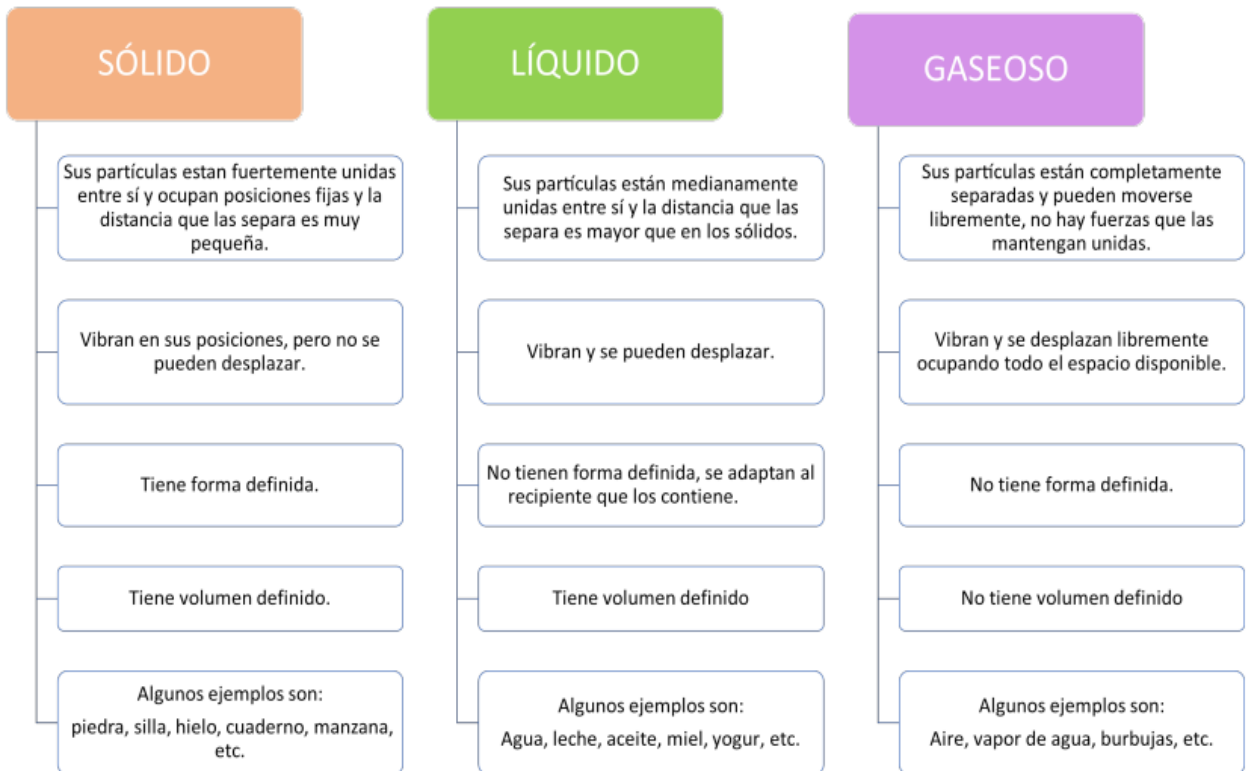 SÓLIDO
Sus partículas estan fuertemente unidas
entre sí y ocupan posiciones fijas y la
distancia que las separa es muy
pequeña.
Vibran en sus posiciones, pero no se
pueden desplazar.
Tiene forma definida.
Tiene volumen definido.
Algunos ejemplos son:
piedra, silla, hielo, cuaderno, manzana,
etc.
LÍQUIDO
Sus partículas están medianamente
unidas entre sí y la distancia que las
separa es mayor que en los sólidos.
Vibran y se pueden desplazar.
No tienen forma definida, se adaptan al
recipiente que los contiene.
Tiene volumen definido
Algunos ejemplos son:
Agua, leche, aceite, miel, yogur, etc.
GASEOSO
Sus partículas están completamente
separadas y pueden moverse
libremente, no hay fuerzas que las
mantengan unidas.
Vibran y se desplazan libremente
ocupando todo el espacio disponible.
No tiene forma definida.
No tiene volumen definido
Algunos ejemplos son:
Aire, vapor de agua, burbujas, etc.